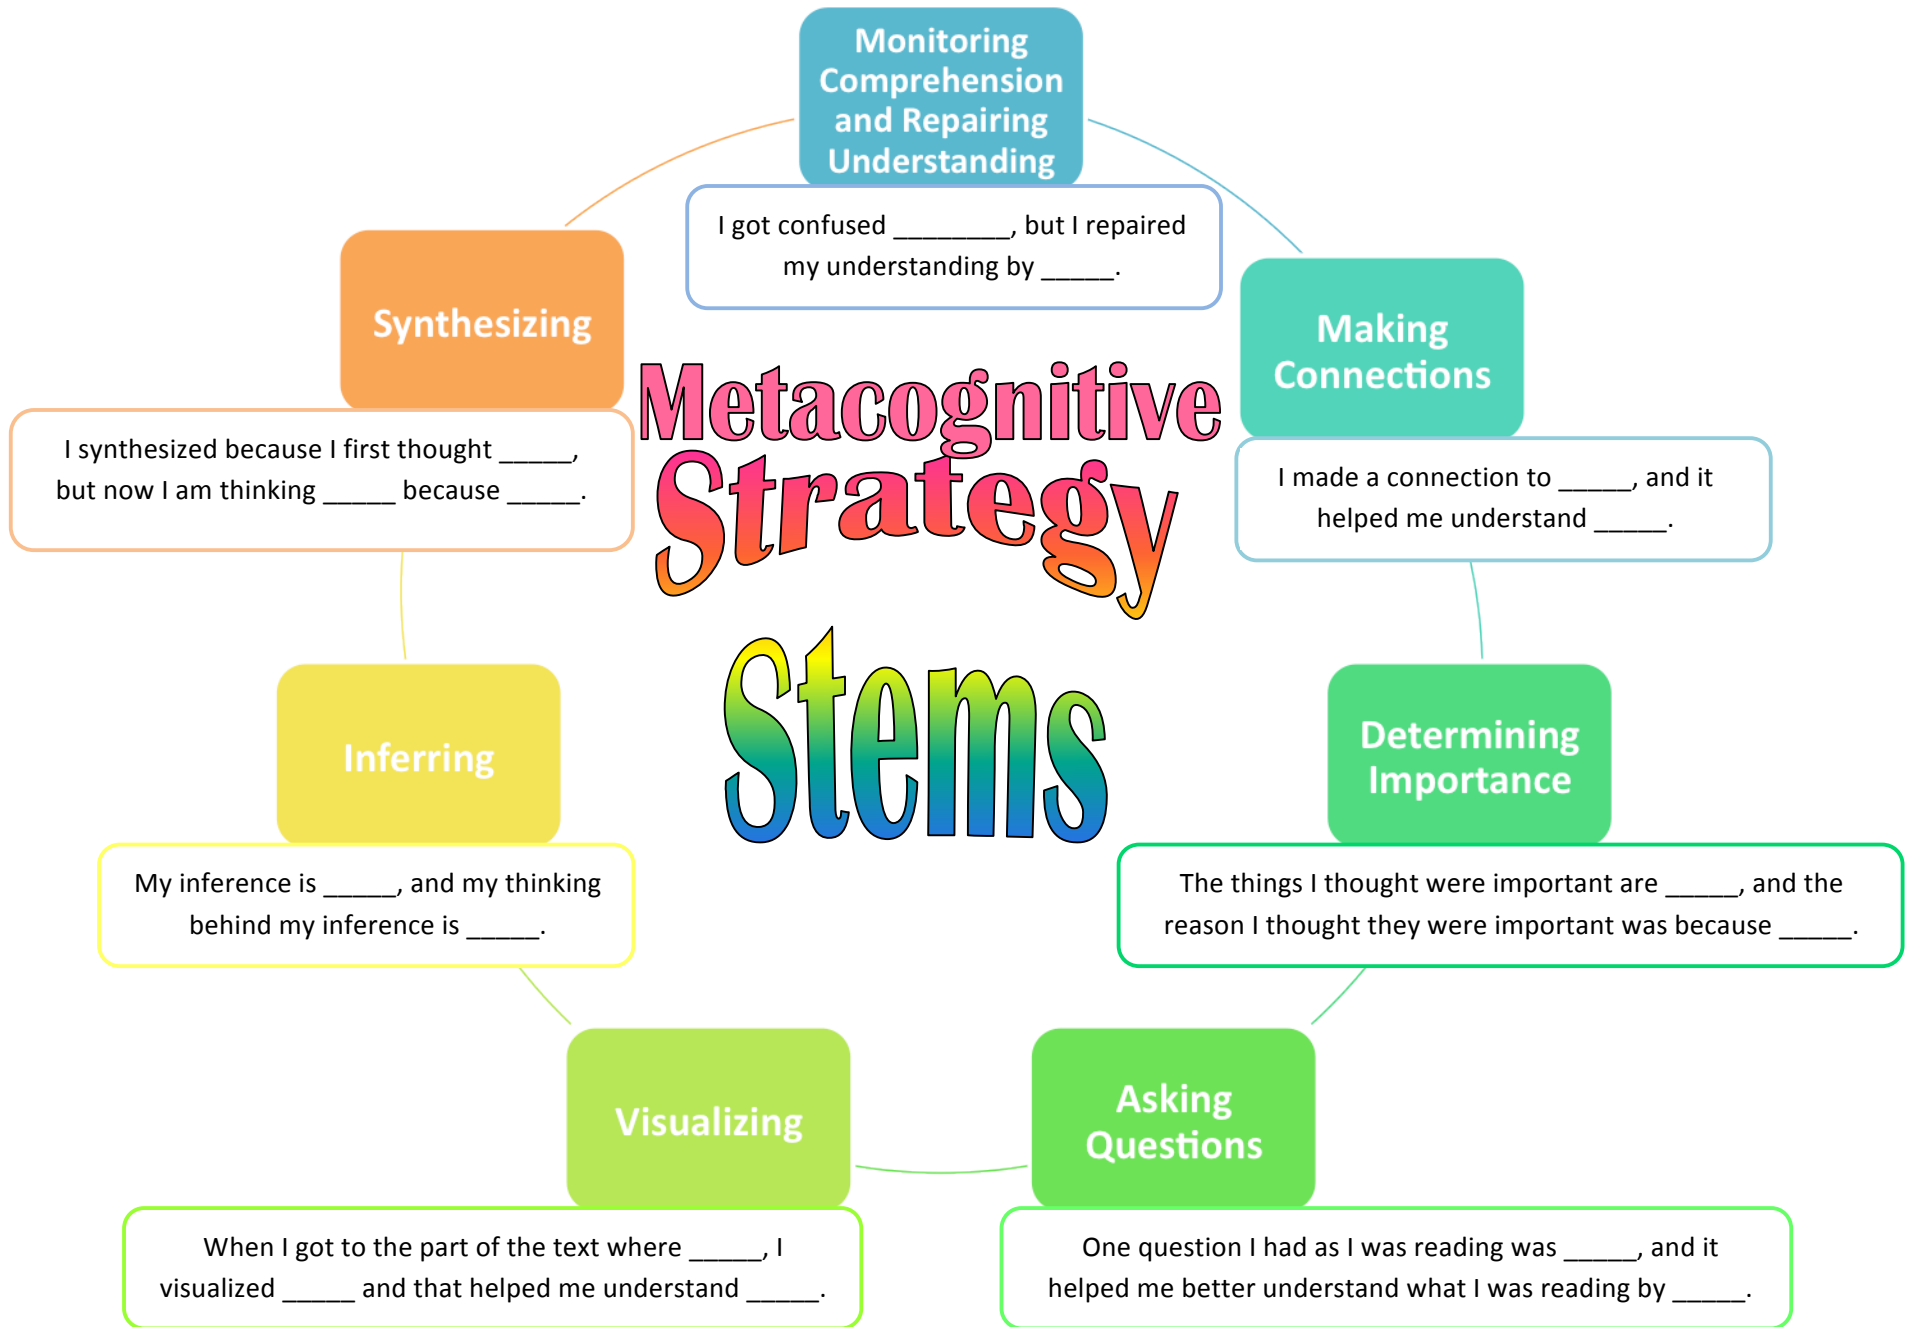 Monitoring
Comprehension
and Repairing
Understanding
I got confused ________, but I repaired
my understanding by _____.
Making
Connections
I made a connection to _____, and it
helped me understand _____.
Determining
Importance
The things I thought were important are _____, and the
reason I thought they were important was because _____.
Asking
Questions
One question I had as I was reading was _____, and it
helped me better understand what I was reading by _____.
Visualizing
When I got to the part of the text where _____, I
visualized _____ and that helped me understand _____.
Inferring
My inference is _____, and my thinking
behind my inference is _____.
Synthesizing
I synthesized because I first thought _____,
but now I am thinking _____ because _____.
Metacognitive
Strategy
Stems